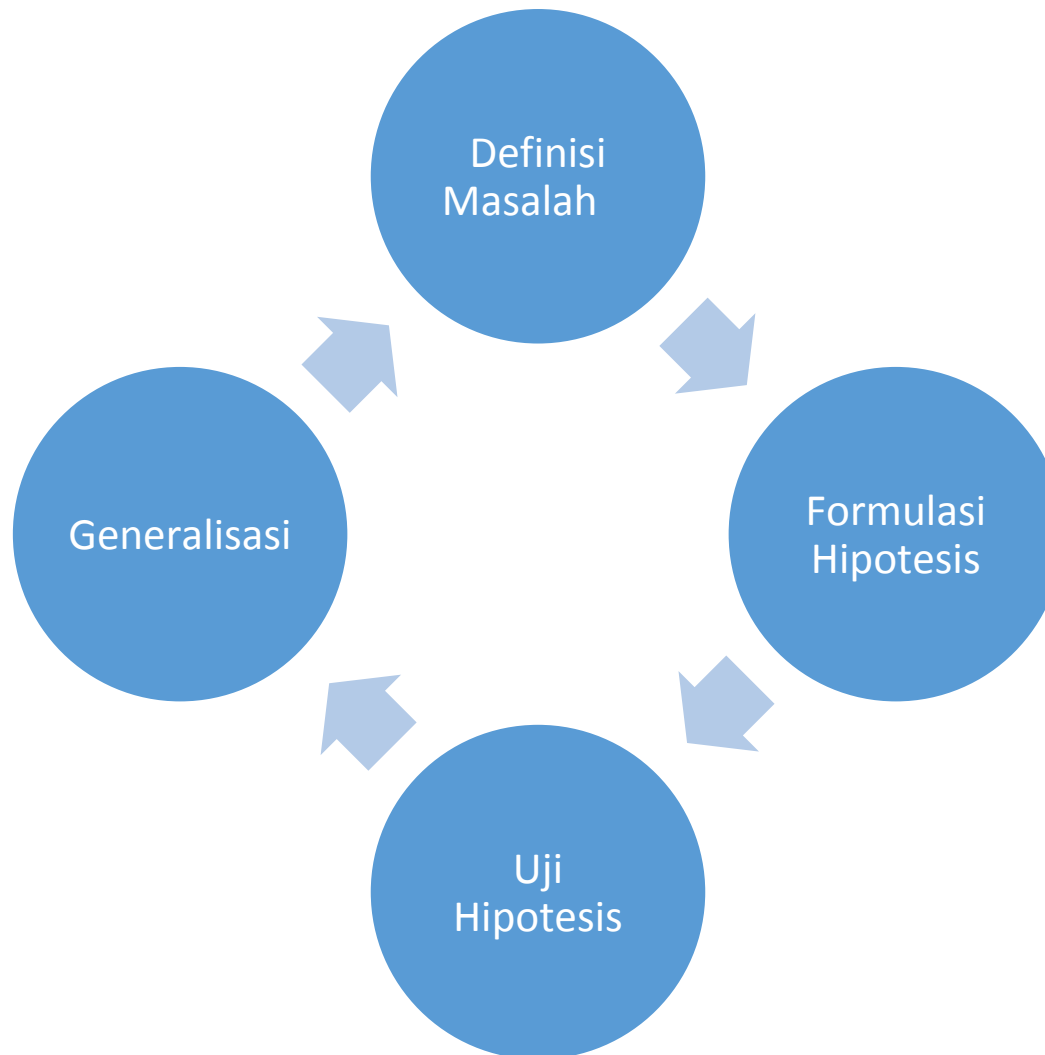 Definisi
Masalah
Formulasi
Hipotesis
Uji
Hipotesis
Generalisasi